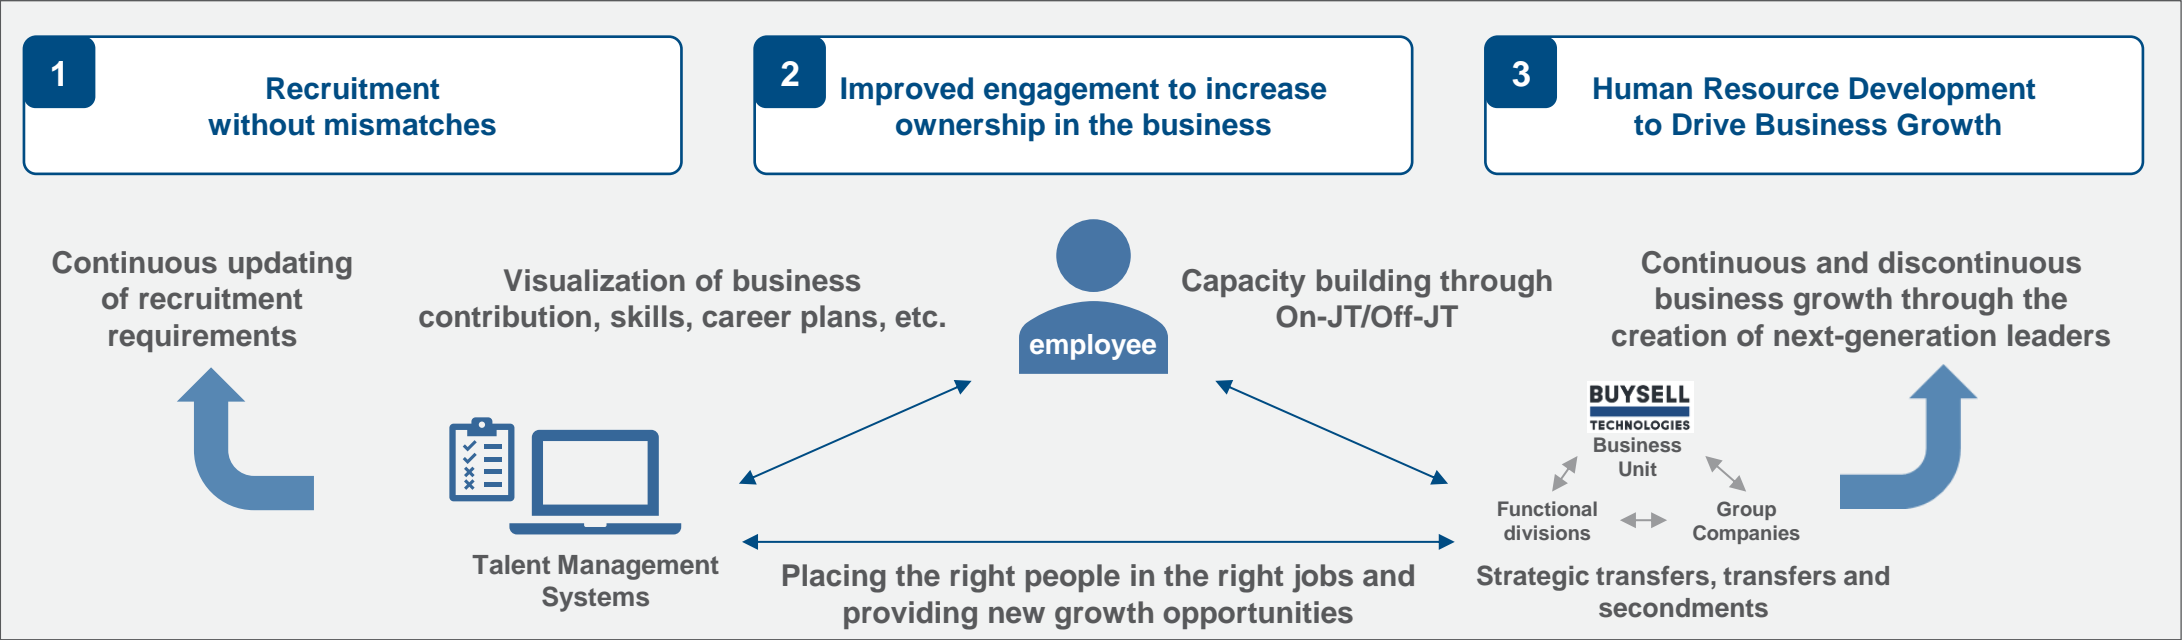 1
Recruitment
without mismatches
2
Improved engagement to increase
ownership in the business
3
Human Resource Development
to Drive Business Growth
Continuous updating
of recruitment
requirements
Visualization of business
contribution, skills, career plans, etc.
employee
Capacity building through
On-JT/Off-JT
Continuous and discontinuous
business growth through the
creation of next-generation leaders
BUYSELL
TECHNOLOGIES
Business
Unit
Functional
divisions
Group
Companies
Talent Management
Systems
Placing the right people in the right jobs and
providing new growth opportunities
Strategic transfers, transfers and
secondments